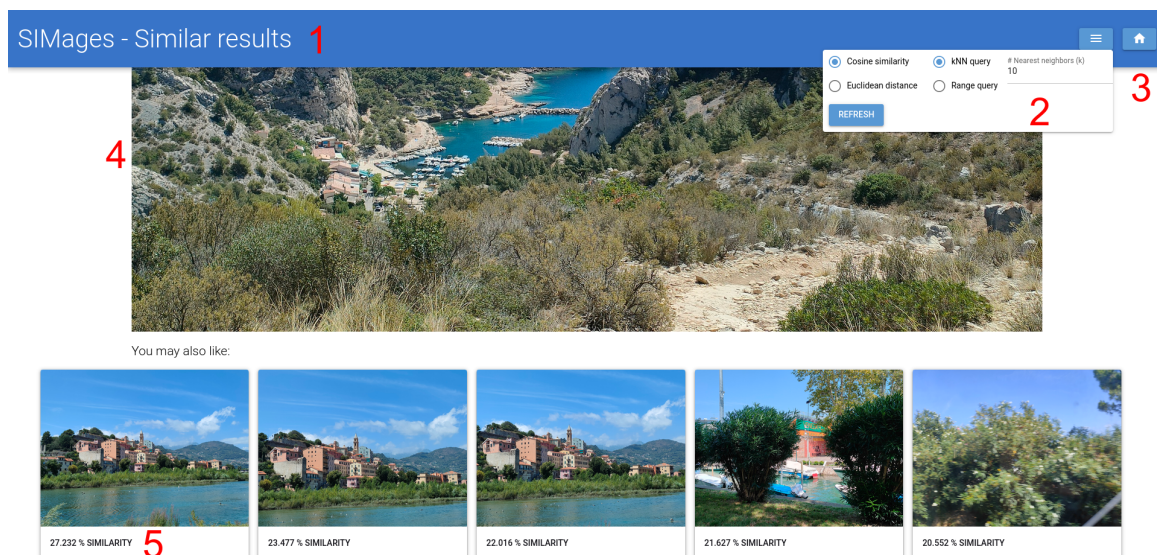 SIMages - Similar results 1
Cosine similarity kNN query # Nearest neighbors (k)
10
Euclidean distance Range query
REFRESH 2
3
4
You may also like:
27.232 % SIMILARITY 5 23.477 % SIMILARITY 22.016 % SIMILARITY 21.627 % SIMILARITY 20.552 % SIMILARITY